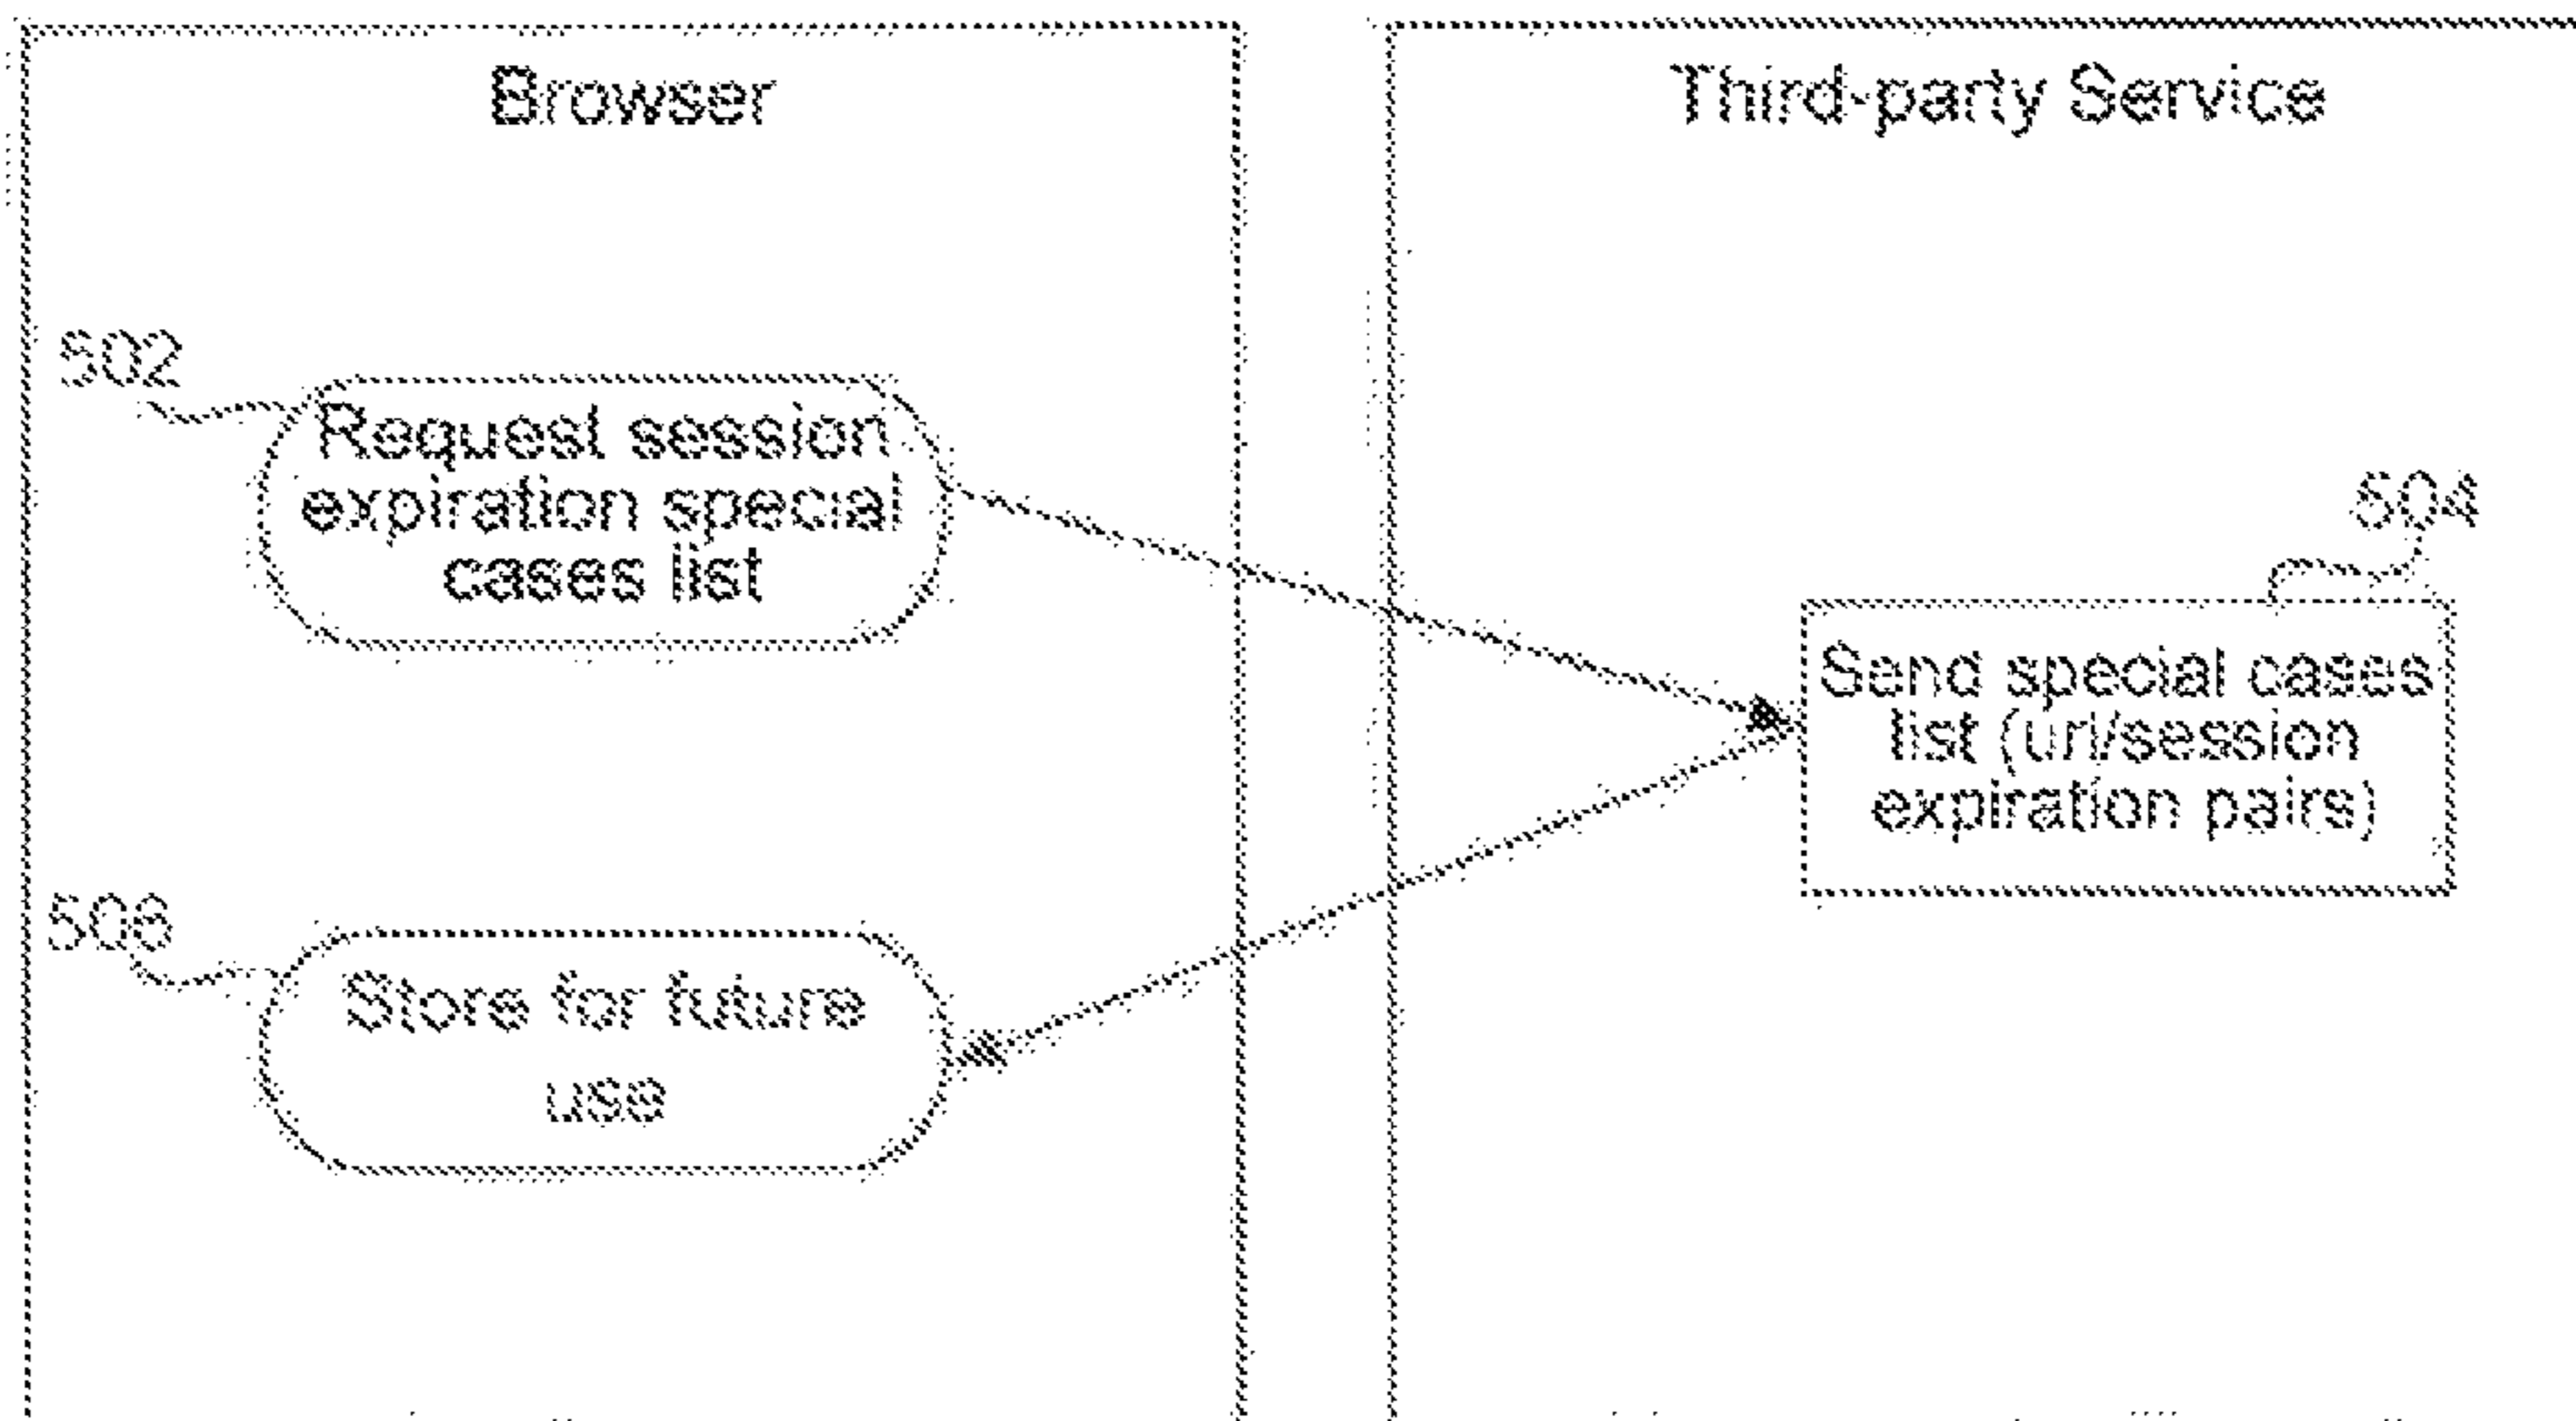 Browser
Third-party Service
502
Request session
expiration special
cases list
504
Send special cases
list (url/session
expiration pairs)
506
Store for future
use